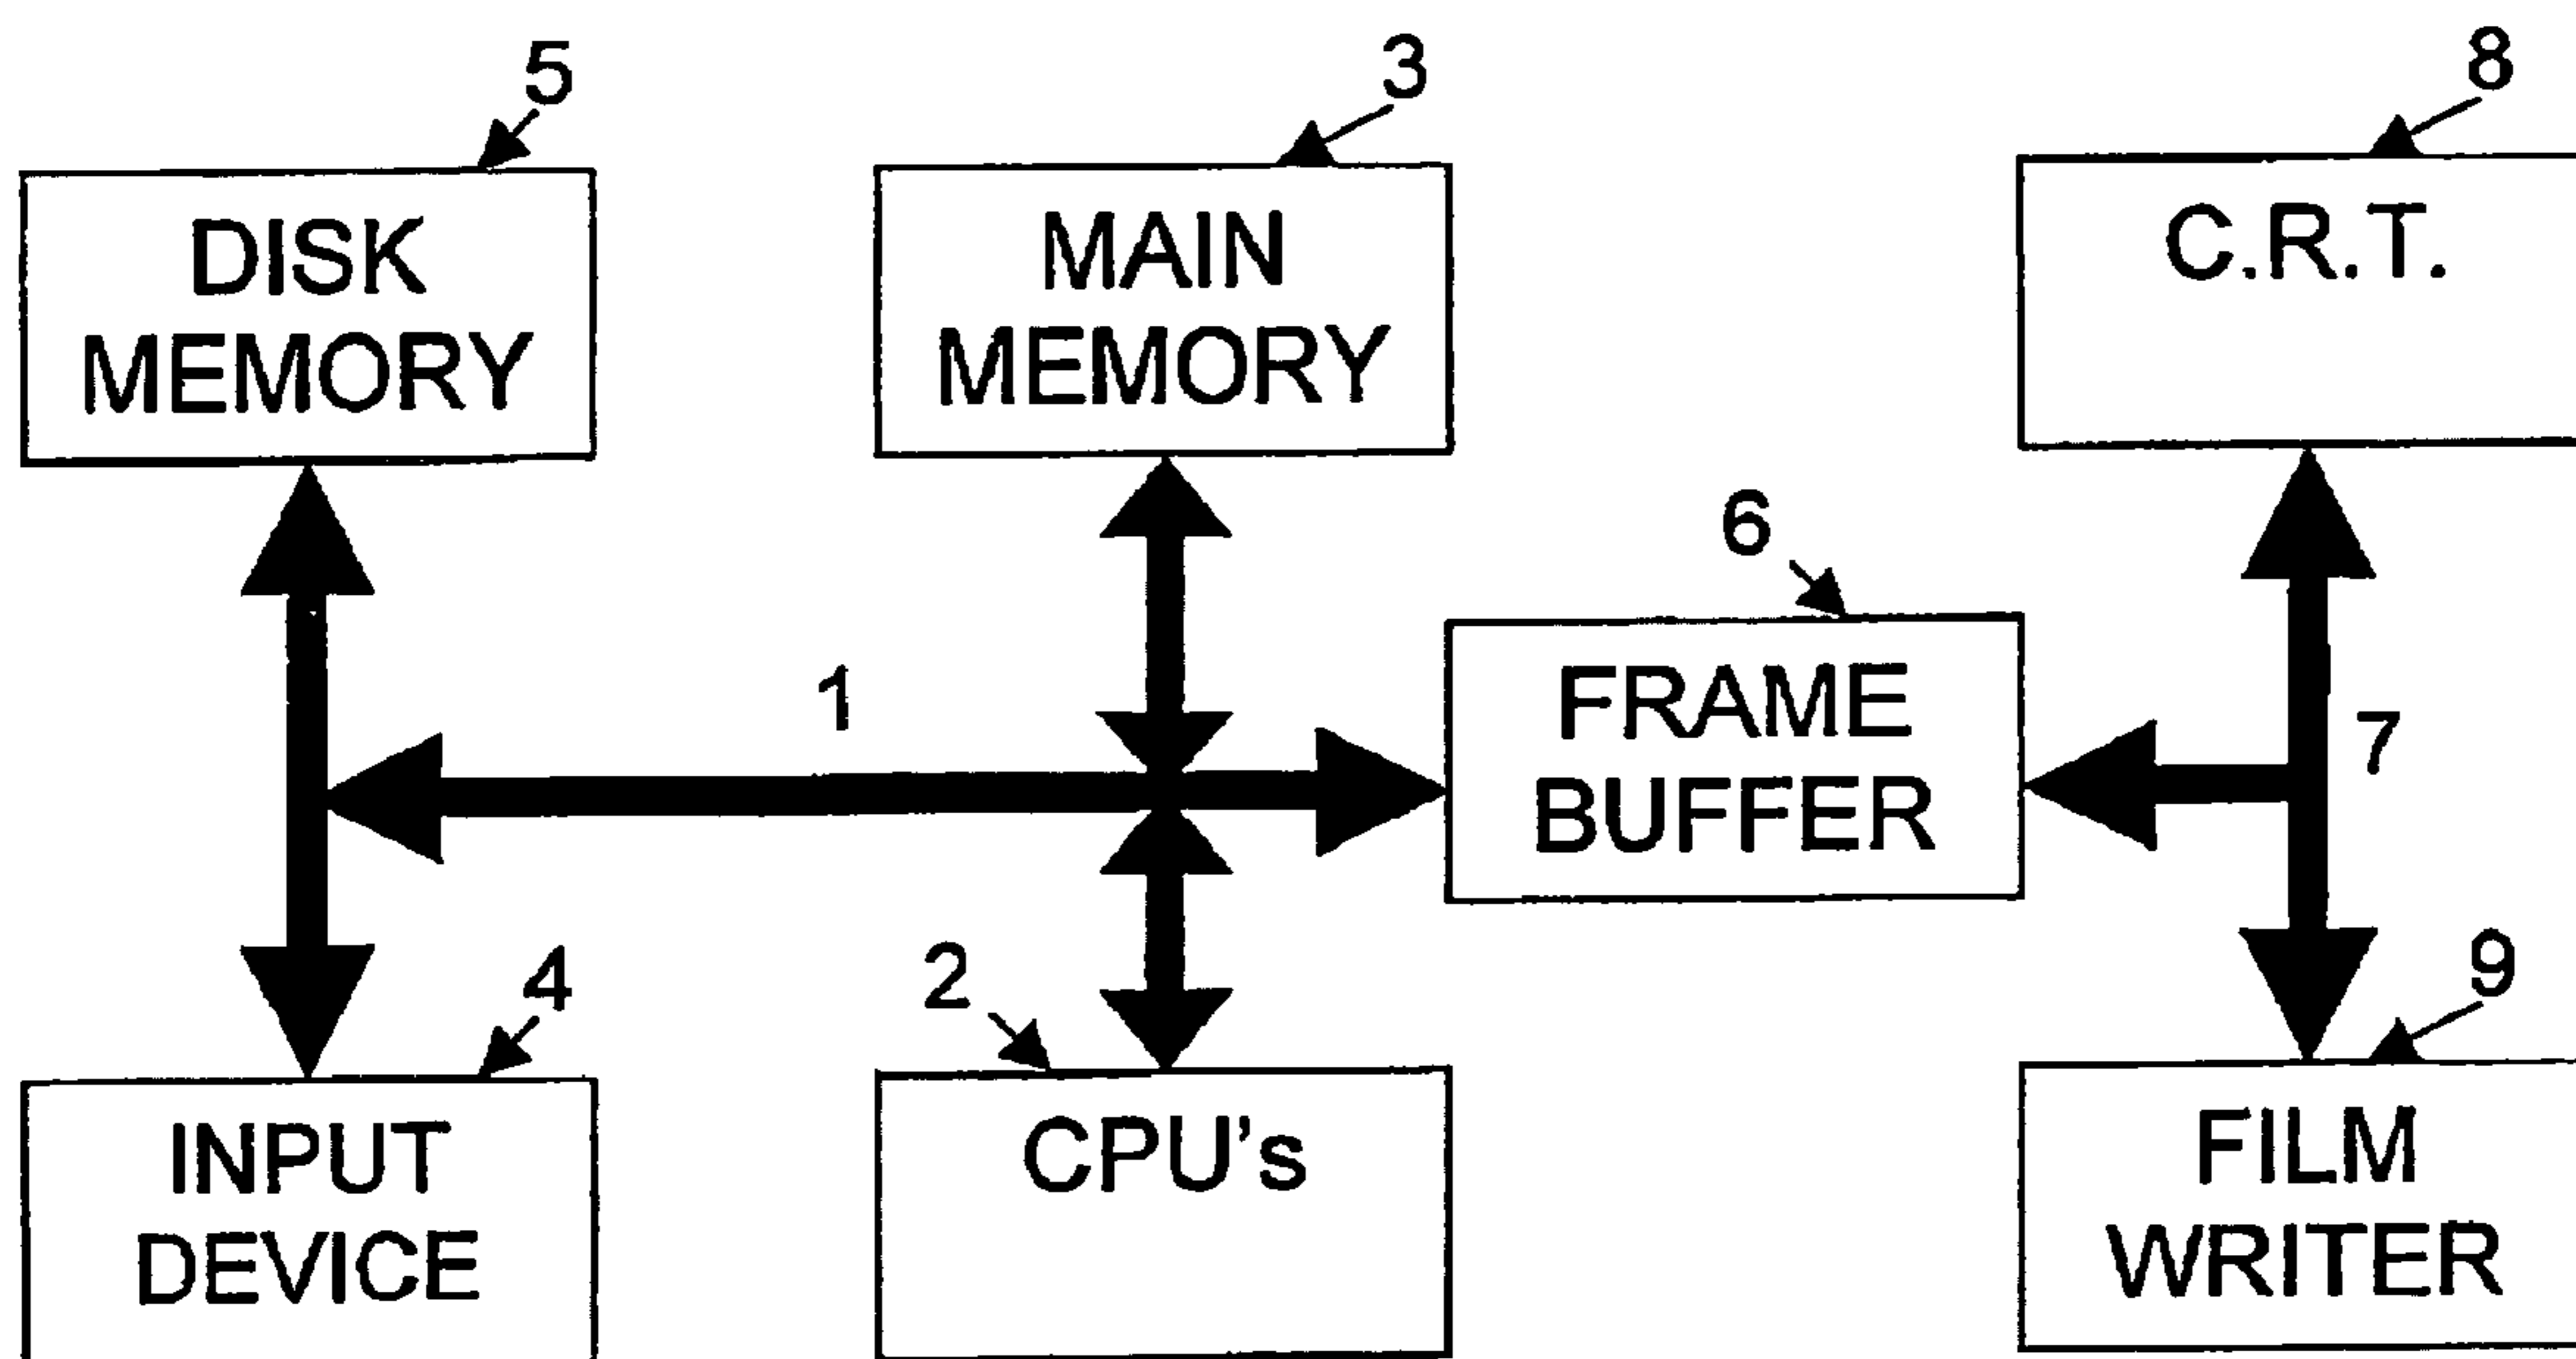 5
3
8
DISK
MEMORY
MAIN
MEMORY
C.R.T.
6
1
FRAME
BUFFER
7
4
2
9
INPUT
DEVICE
CPU's
FILM
WRITER